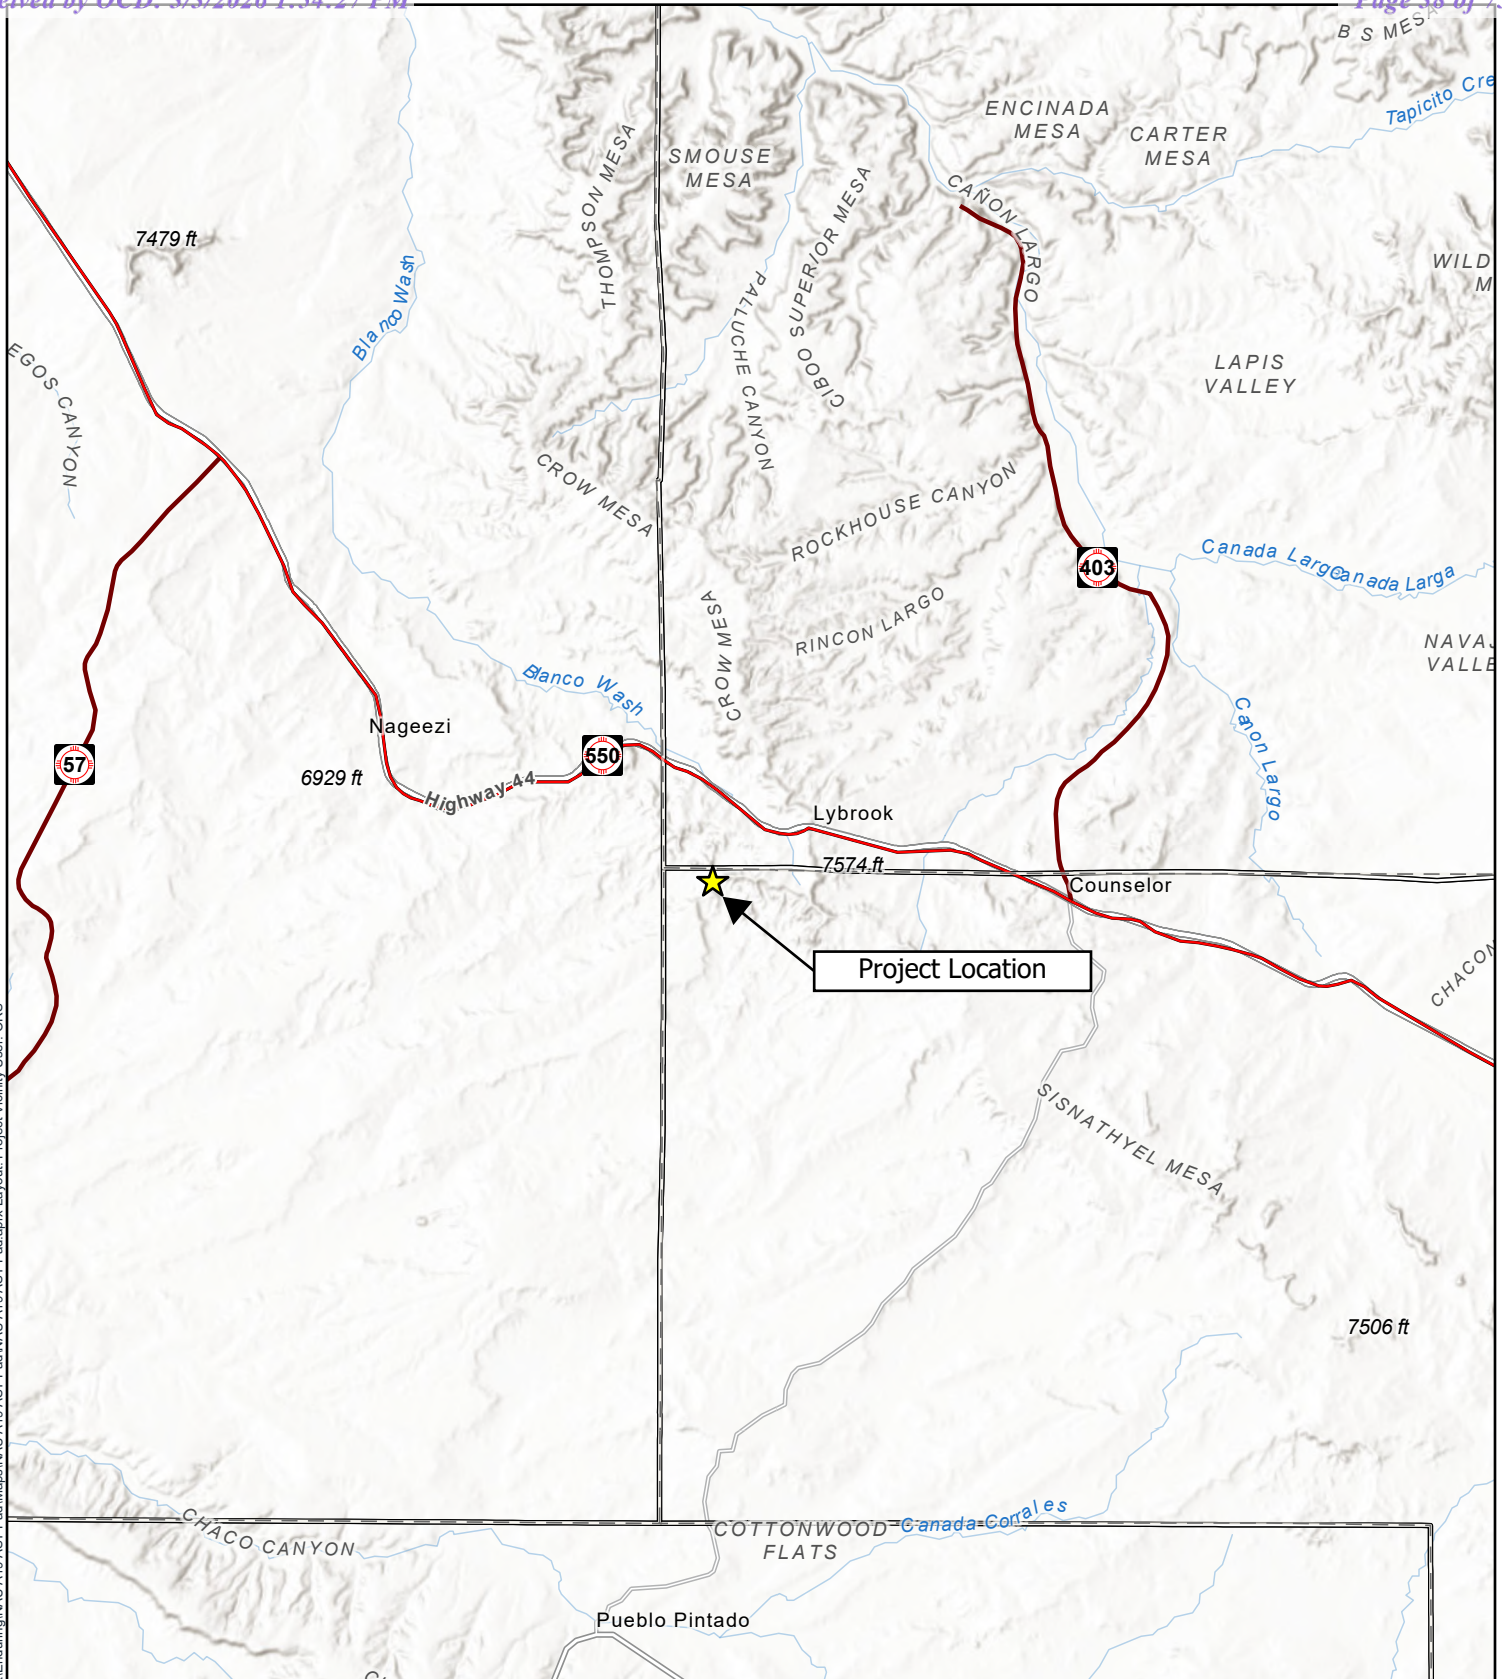 B S MESA
Tapicito Cre
ENCINADA
MESA
CARTER
MESA
SMOUSE
MESA
THOMPSON MESA
CAÑON LARGO
CIBOO SUPERIOR MESA
PALLUCHE CANYON
7479 ft
Blanco Wash
WILD
M
EGOS CANYON
LAPIS
VALLEY
CROW MESA
ROCKHOUSE CANYON
403
Canada Largo
Canada Larga
CROW MESA
RINCON LARGO
NAVAJ
VALLE
Blanco Wash
Canon Largo
Nageezi
57
550
6929 ft
Highway 44
Lybrook
7574 ft
Counselor
Project Location
CHACON
SISNATHYEL MESA
7506 ft
CHACO CANYON
COTTONWOOD
FLATS
Canada Corrales
Pueblo Pintado